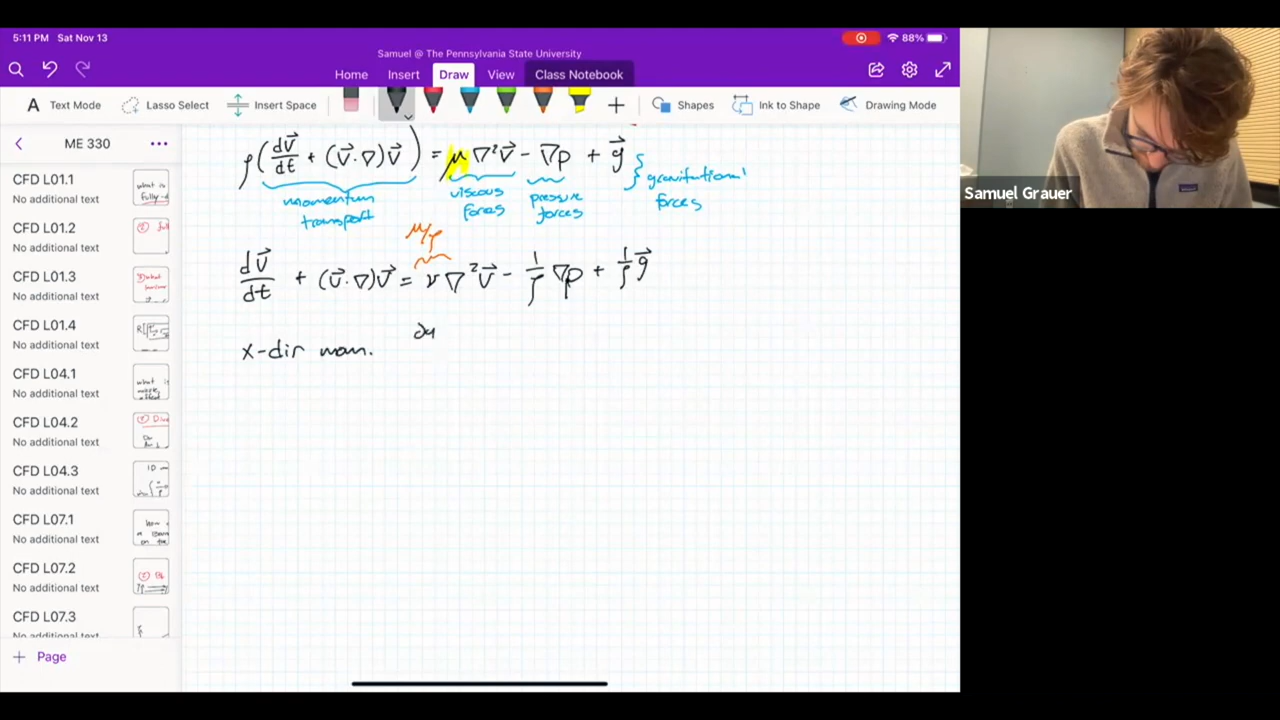 5:11 PM Sat Nov 13
88%
Samuel @ The Pennsylvania State University
Home Insert Draw View Class Notebook
A Text Mode Lasso Select Insert Space + Shapes Ink to Shape Drawing Mode
ME 330
CFD L01.1
No additional text
CFD L01.2
No additional text
CFD L01.3
No additional text
CFD L01.4
No additional text
CFD L04.1
No additional text
CFD L04.2
No additional text
CFD L04.3
No additional text
CFD L07.1
No additional text
CFD L07.2
No additional text
CFD L07.3
No additional text
+ Page
ρ(dV⃗/dt + (V⃗·∇)V⃗) = μ∇²V⃗ − ∇p + g⃗
momentum transport
viscous forces
pressure forces
gravitational forces
μ/ρ
dV⃗/dt + (V⃗·∇)V⃗ = ν∇²V⃗ − 1/ρ ∇p + 1/ρ g⃗
x-dir mom. ∂u
Samuel Grauer